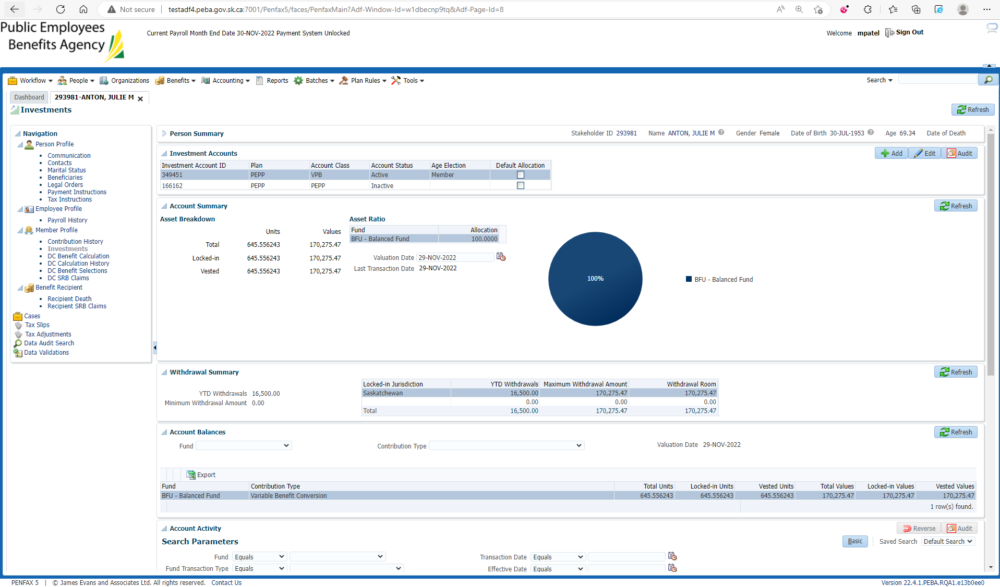 Not secure | testadf4.peba.gov.sk.ca:7001/Penfax5/faces/PenfaxMain?Adf-Window-Id=w1dbecnp9tq&Adf-Page-Id=8
Public Employees
Benefits Agency
Current Payroll Month End Date 30-NOV-2022 Payment System Unlocked
Welcome mpatel Sign Out
Workflow People Organizations Benefits Accounting Reports Batches Plan Rules Tools Search
Dashboard 293981-ANTON, JULIE M
Investments Refresh
Navigation
Person Profile
Communication
Contacts
Marital Status
Beneficiaries
Legal Orders
Payment Instructions
Tax Instructions
Employee Profile
Payroll History
Member Profile
Contribution History
Investments
DC Benefit Calculation
DC Calculation History
DC Benefit Selections
DC SRB Claims
Benefit Recipient
Recipient Death
Recipient SRB Claims
Cases
Tax Slips
Tax Adjustments
Data Audit Search
Data Validations
Person Summary Stakeholder ID 293981 Name ANTON, JULIE M Gender Female Date of Birth 30-JUL-1953 Age 69.34 Date of Death
Investment Accounts Add Edit Audit
Investment Account ID Plan Account Class Account Status Age Election Default Allocation
349451 PEPP VPB Active Member
166162 PEPP PEPP Inactive
Account Summary Refresh
Asset Breakdown
Units Values
Total 645.556243 170,275.47
Locked-in 645.556243 170,275.47
Vested 645.556243 170,275.47
Asset Ratio
Fund Allocation
BFU - Balanced Fund 100.0000
Valuation Date 29-NOV-2022
Last Transaction Date 29-NOV-2022
100%
BFU - Balanced Fund
Withdrawal Summary Refresh
YTD Withdrawals 16,500.00
Minimum Withdrawal Amount 0.00
Locked-in Jurisdiction YTD Withdrawals Maximum Withdrawal Amount Withdrawal Room
Saskatchewan 16,500.00 170,275.47 170,275.47
0.00 0.00 0.00
Total 16,500.00 170,275.47 170,275.47
Account Balances Refresh
Fund Contribution Type Valuation Date 29-NOV-2022
Export
Fund Contribution Type Total Units Locked-in Units Vested Units Total Values Locked-in Values Vested Values
BFU - Balanced Fund Variable Benefit Conversion 645.556243 645.556243 645.556243 170,275.47 170,275.47 170,275.47
1 row(s) found.
Account Activity Reverse Audit
Search Parameters Basic Saved Search Default Search
Fund Equals Transaction Date Equals
Fund Transaction Type Equals Effective Date Equals
PENFAX 5 | © James Evans and Associates Ltd. All rights reserved. Contact Us Version 22.4.1.PEBA.RQA1.e13b0ee0